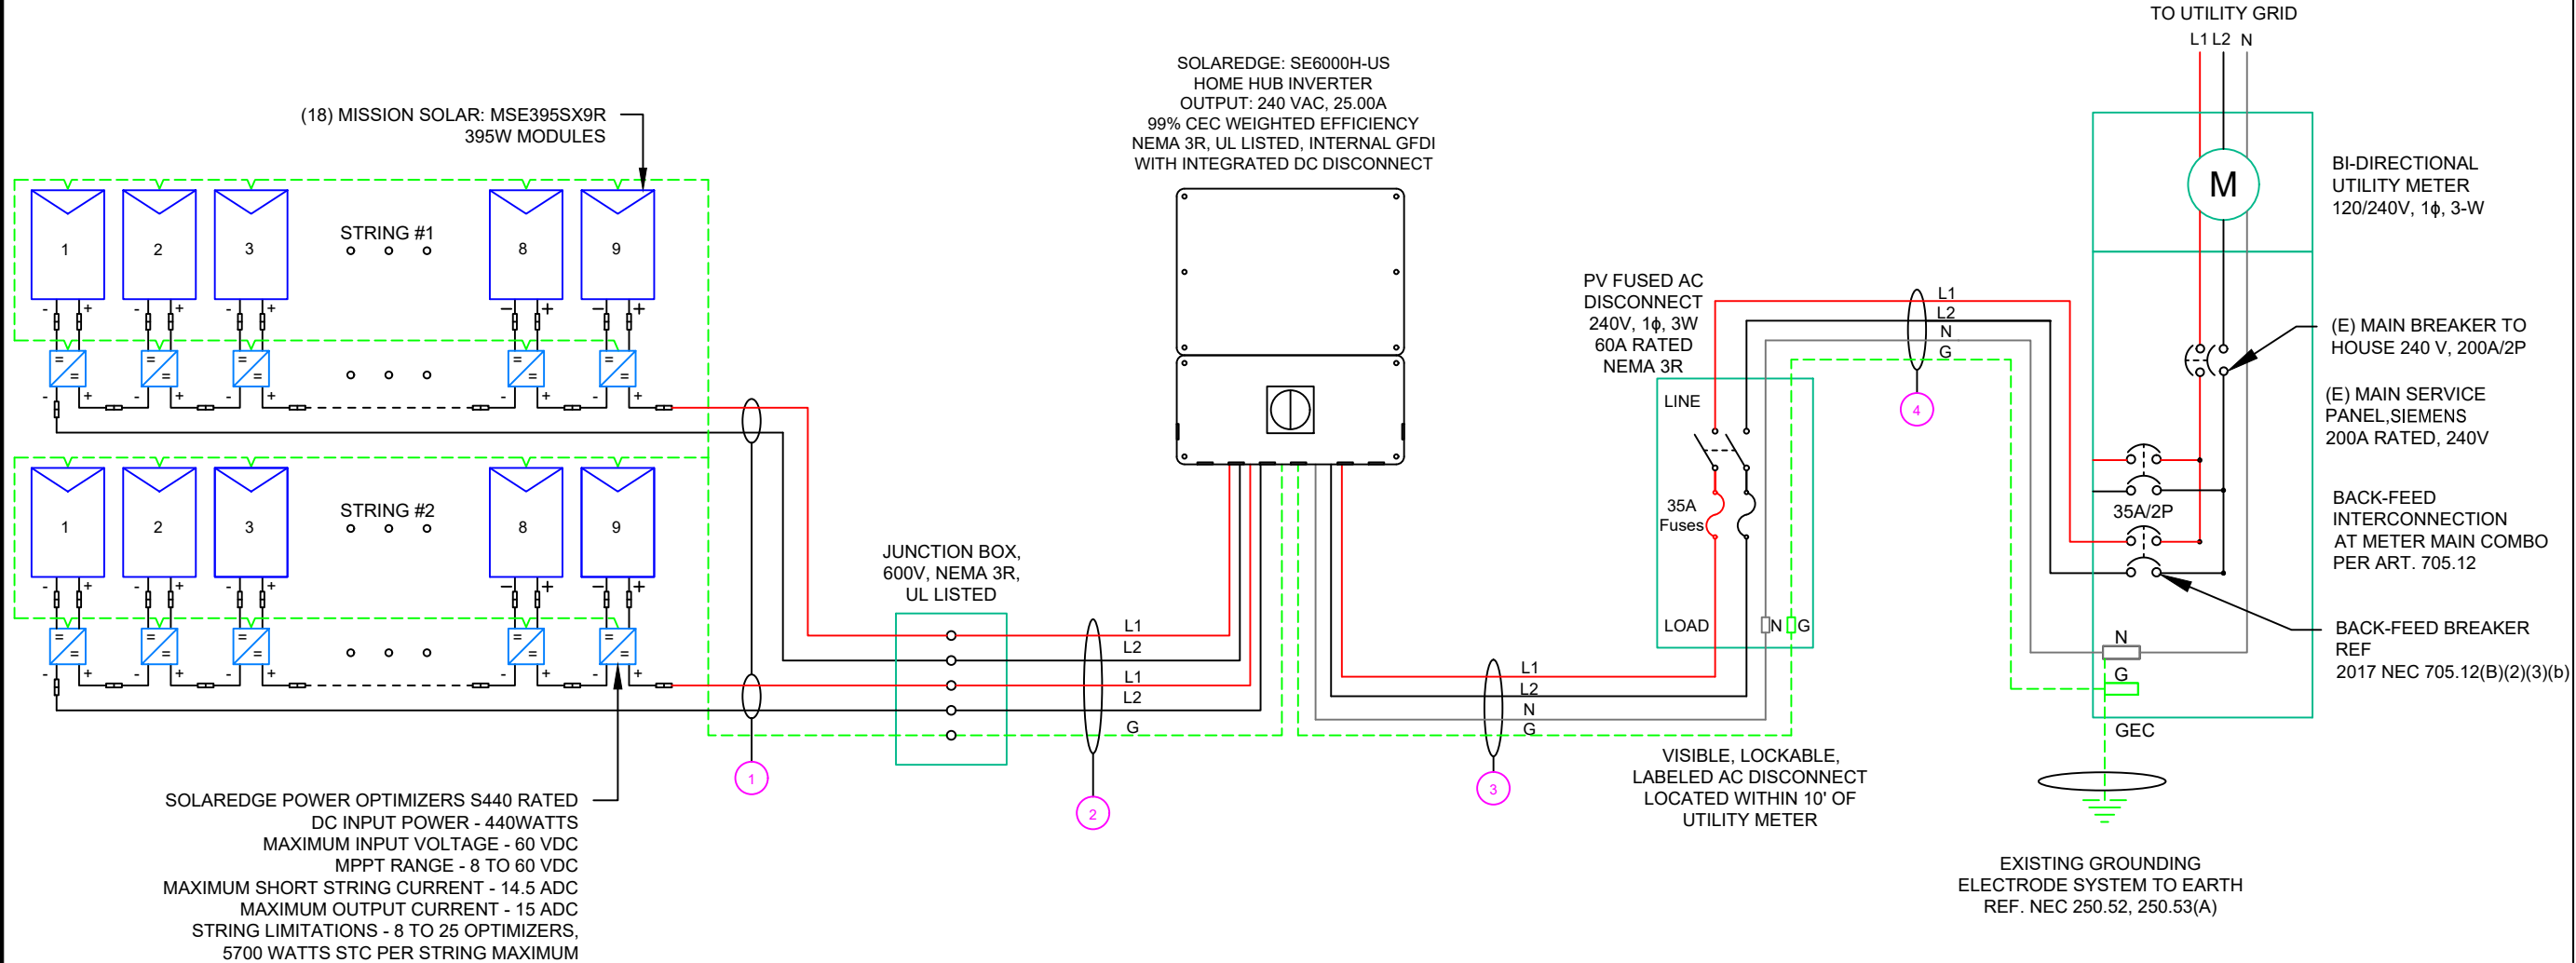 TO UTILITY GRID
L1 L2 N
SOLAREDGE: SE6000H-US
HOME HUB INVERTER
OUTPUT: 240 VAC, 25.00A
99% CEC WEIGHTED EFFICIENCY
NEMA 3R, UL LISTED, INTERNAL GFDI
WITH INTEGRATED DC DISCONNECT
(18) MISSION SOLAR: MSE395SX9R
395W MODULES
1 2 3 STRING #1 8 9
- + - + - + - + - +
= = = = = = = = = =
- + - + - + - + - +
1 2 3 STRING #2 8 9
- + - + - + - + - +
= = = = = = = = = =
- + - + - + - + - +
SOLAREDGE POWER OPTIMIZERS S440 RATED
DC INPUT POWER - 440WATTS
MAXIMUM INPUT VOLTAGE - 60 VDC
MPPT RANGE - 8 TO 60 VDC
MAXIMUM SHORT STRING CURRENT - 14.5 ADC
MAXIMUM OUTPUT CURRENT - 15 ADC
STRING LIMITATIONS - 8 TO 25 OPTIMIZERS,
5700 WATTS STC PER STRING MAXIMUM
1
JUNCTION BOX,
600V, NEMA 3R,
UL LISTED
L1
L2
L1
L2
G
2
L1
L2
N
G
3
PV FUSED AC
DISCONNECT
240V, 1ϕ, 3W
60A RATED
NEMA 3R
LINE
35A
Fuses
LOAD
N G
VISIBLE, LOCKABLE,
LABELED AC DISCONNECT
LOCATED WITHIN 10' OF
UTILITY METER
L1
L2
N
G
4
M
BI-DIRECTIONAL
UTILITY METER
120/240V, 1ϕ, 3-W
(E) MAIN BREAKER TO
HOUSE 240 V, 200A/2P
(E) MAIN SERVICE
PANEL,SIEMENS
200A RATED, 240V
35A/2P
BACK-FEED
INTERCONNECTION
AT METER MAIN COMBO
PER ART. 705.12
BACK-FEED BREAKER
REF
2017 NEC 705.12(B)(2)(3)(b)
N
G
GEC
EXISTING GROUNDING
ELECTRODE SYSTEM TO EARTH
REF. NEC 250.52, 250.53(A)